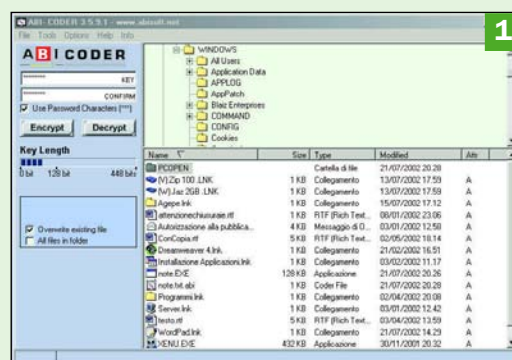 ABI- CODER 3.5.9.1 - www.abisoft.net
File Tools Options Help Info
1
ABI CODER
******** KEY
******** CONFIRM
Use Password Characters (***)
Encrypt Decrypt
Key Length
0 bit 128 bit 448 bits
Overwrite existing file
All files in folder
WINDOWS
All Users
Application Data
APPLOG
AppPatch
Blaiz Enterprises
COMMAND
CONFIG
Cookies
Name Size Type Modified Attr
PCOPEN Cartella di file 21/07/2002 20.28
(V) Zip 100 .LNK 1 KB Collegamento 13/07/2002 17.59
(W) Jaz 2GB .LNK 1 KB Collegamento 13/07/2002 17.59
Agepe.lnk 1 KB Collegamento 15/07/2002 17.12
attenzionechiusuraie.rtf 1 KB RTF (Rich Text... 08/01/2002 23.06
Autorizzazione alla pubblica... 4 KB Messaggio di O... 03/01/2002 12.58
ConCopia.rtf 5 KB RTF (Rich Text... 02/05/2002 18.14
Dreamweaver 4.lnk 1 KB Collegamento 21/02/2002 16.51
Installazione Applicazioni.lnk 1 KB Collegamento 03/02/2002 11.17
note.EXE 128 KB Applicazione 21/07/2002 20.26
note.txt.abi 1 KB Coder File 21/07/2002 20.28
Programmi.lnk 1 KB Collegamento 02/04/2002 20.08
Server.lnk 1 KB Collegamento 03/01/2002 12.42
testo.rtf 5 KB RTF (Rich Text... 03/04/2002 13.59
WordPad.lnk 1 KB Collegamento 21/07/2002 14.29
XENU.EXE 432 KB Applicazione 30/11/2001 20.32 A